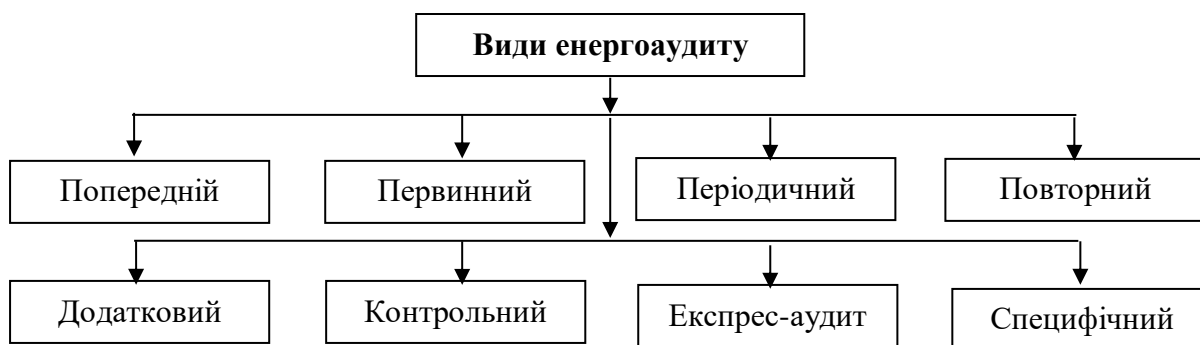 Види енергоаудиту
Попередній
Первинний
Періодичний
Повторний
Додатковий
Контрольний
Експрес-аудит
Специфічний